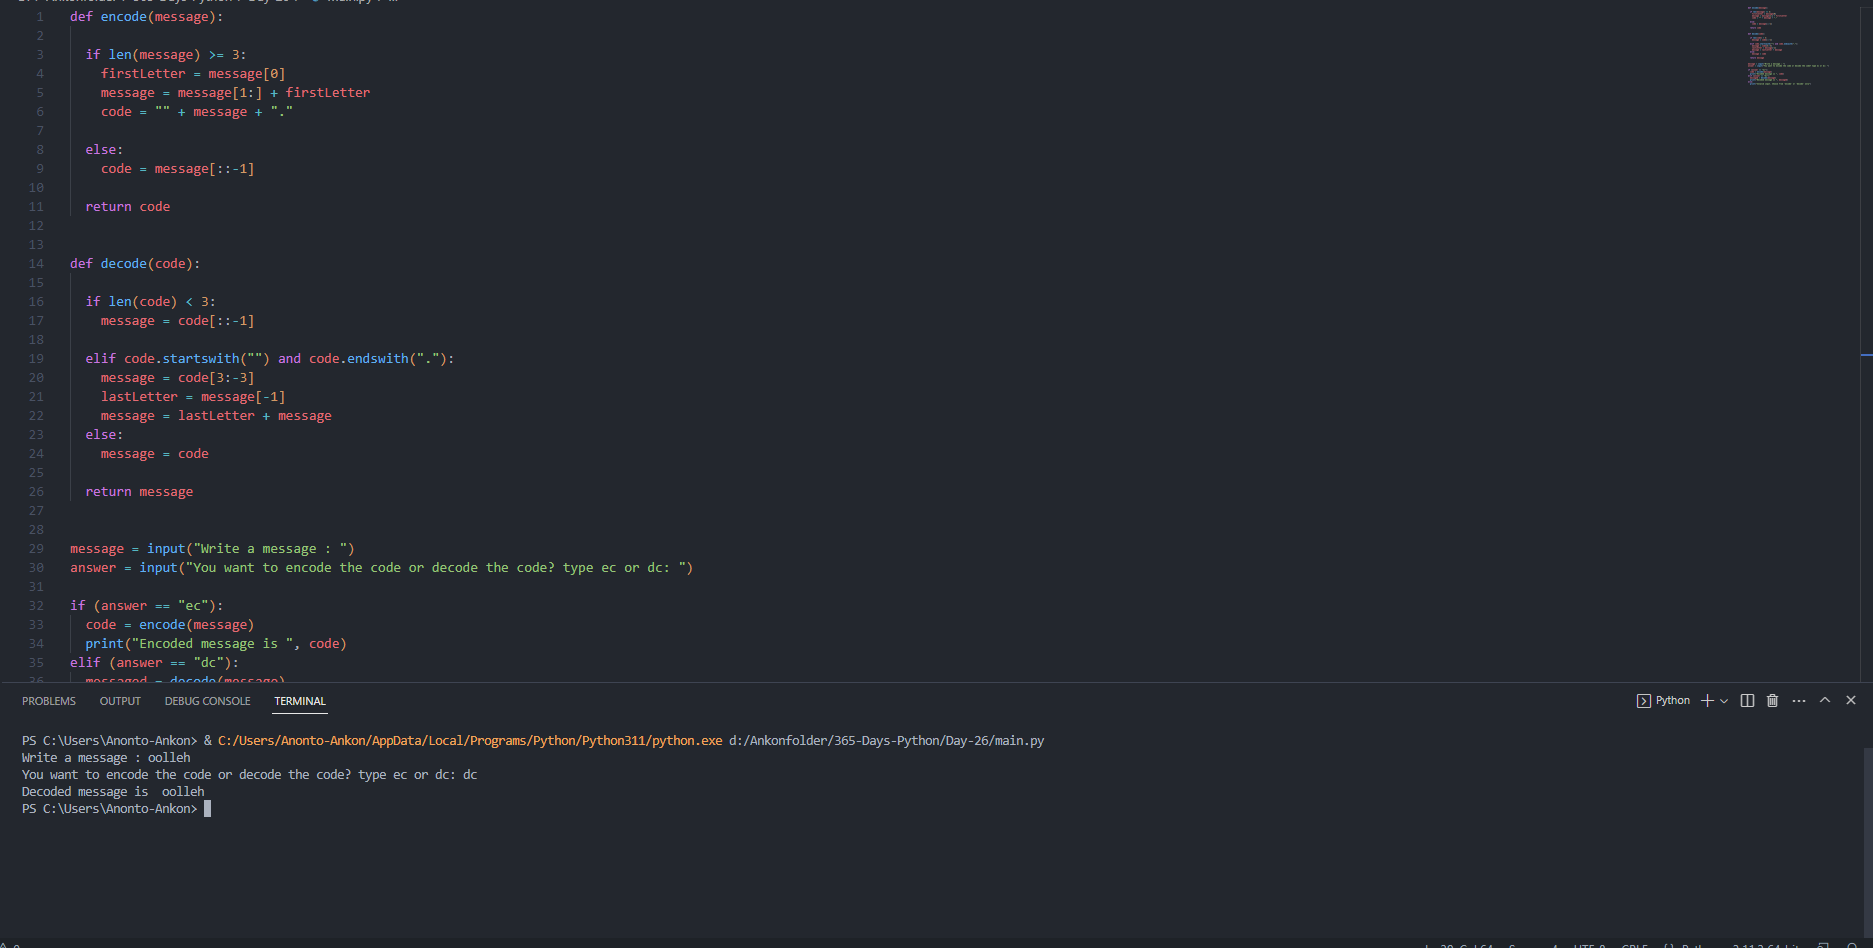 1 def encode(message):
2
3 if len(message) >= 3:
4 firstLetter = message[0]
5 message = message[1:] + firstLetter
6 code = "" + message + "."
7
8 else:
9 code = message[::-1]
10
11 return code
12
13
14 def decode(code):
15
16 if len(code) < 3:
17 message = code[::-1]
18
19 elif code.startswith("") and code.endswith("."):
20 message = code[3:-3]
21 lastLetter = message[-1]
22 message = lastLetter + message
23 else:
24 message = code
25
26 return message
27
28
29 message = input("Write a message : ")
30 answer = input("You want to encode the code or decode the code? type ec or dc: ")
31
32 if (answer == "ec"):
33 code = encode(message)
34 print("Encoded message is ", code)
35 elif (answer == "dc"):
36 messaged = decode(message)
PROBLEMS OUTPUT DEBUG CONSOLE TERMINAL Python
PS C:\Users\Anonto-Ankon> & C:/Users/Anonto-Ankon/AppData/Local/Programs/Python/Python311/python.exe d:/Ankonfolder/365-Days-Python/Day-26/main.py
Write a message : oolleh
You want to encode the code or decode the code? type ec or dc: dc
Decoded message is  oolleh
PS C:\Users\Anonto-Ankon>